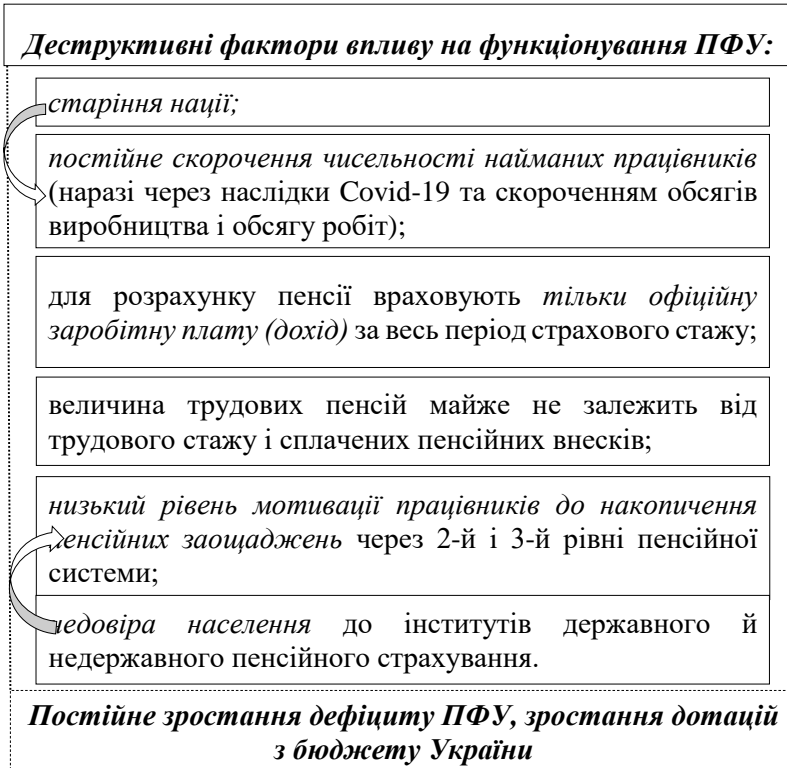 Деструктивні фактори впливу на функціонування ПФУ:
старіння нації;
постійне скорочення чисельності найманих працівників
(наразі через наслідки Covid-19 та скороченням обсягів
виробництва і обсягу робіт);
для розрахунку пенсії враховують тільки офіційну
заробітну плату (дохід) за весь період страхового стажу;
величина трудових пенсій майже не залежить від
трудового стажу і сплачених пенсійних внесків;
низький рівень мотивації працівників до накопичення
пенсійних заощаджень через 2-й і 3-й рівні пенсійної
системи;
недовіра населення до інститутів державного й
недержавного пенсійного страхування.
Постійне зростання дефіциту ПФУ, зростання дотацій
з бюджету України